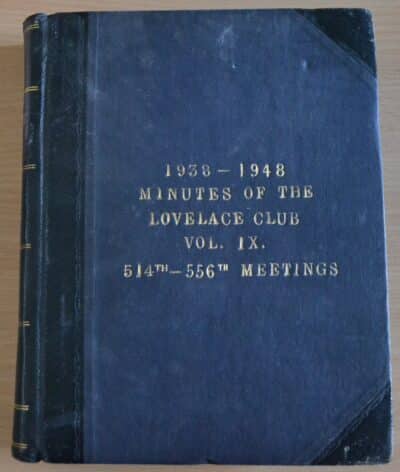 1938 – 1948
MINUTES OF THE
LOVELACE CLUB
VOL. IX.
514TH – 556TH MEETINGS